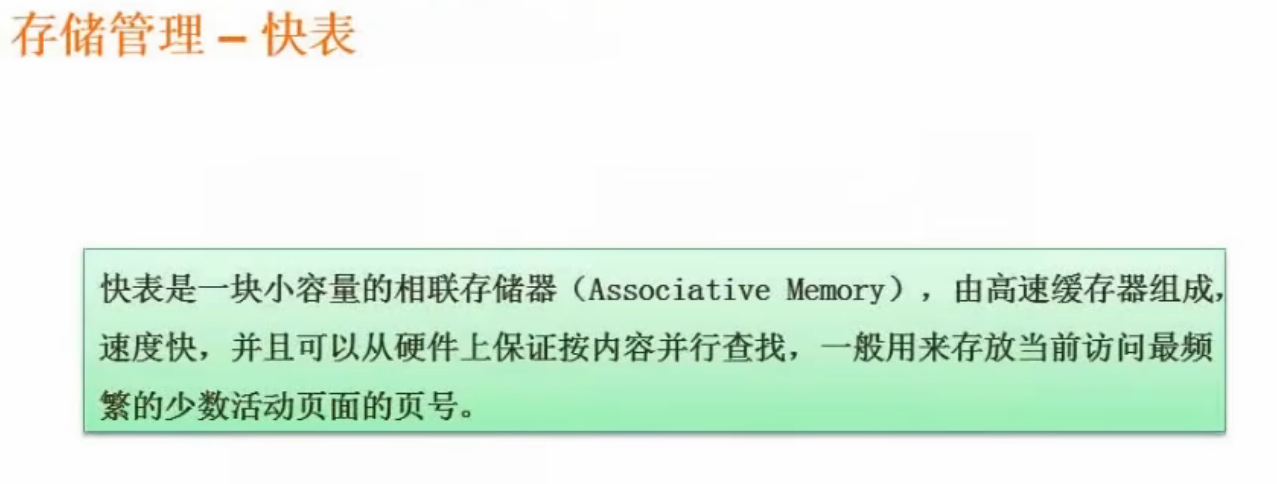 存储管理 – 快表
快表是一块小容量的相联存储器（Associative Memory），由高速缓存器组成，
速度快，并且可以从硬件上保证按内容并行查找，一般用来存放当前访问最频
繁的少数活动页面的页号。